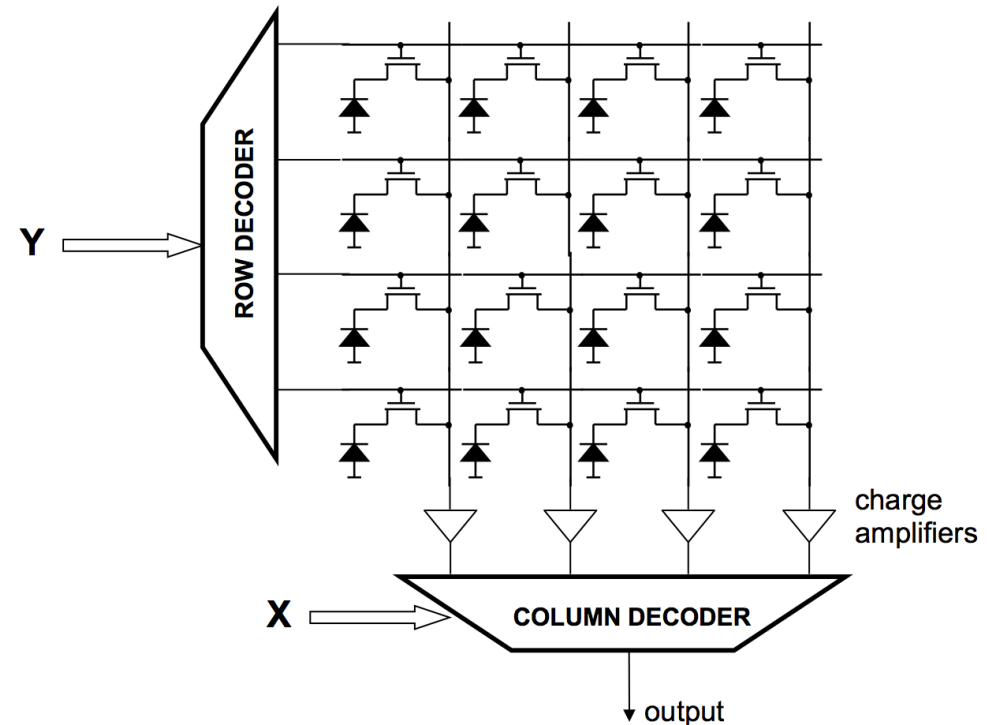 ROW DECODER
Y
charge
amplifiers
X
COLUMN DECODER
output